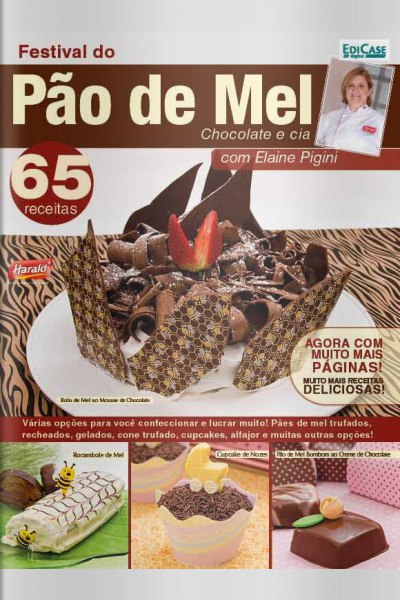 EDICASE
digital
Festival do
Pão de Mel
Chocolate e cia
com Elaine Pigini
65
receitas
Harald
AGORA COM
MUITO MAIS
PÁGINAS!
MUITO MAIS RECEITAS
DELICIOSAS!
Bolo de Mel ao Mousse de Chocolate
Várias opções para você confeccionar e lucrar muito! Pães de mel trufados,
recheados, gelados, cone trufado, cupcakes, alfajor e muitas outras opções!
Rocambole de Mel
Cupcake de Nozes
Pão de Mel Bombom ao Creme de Chocolate